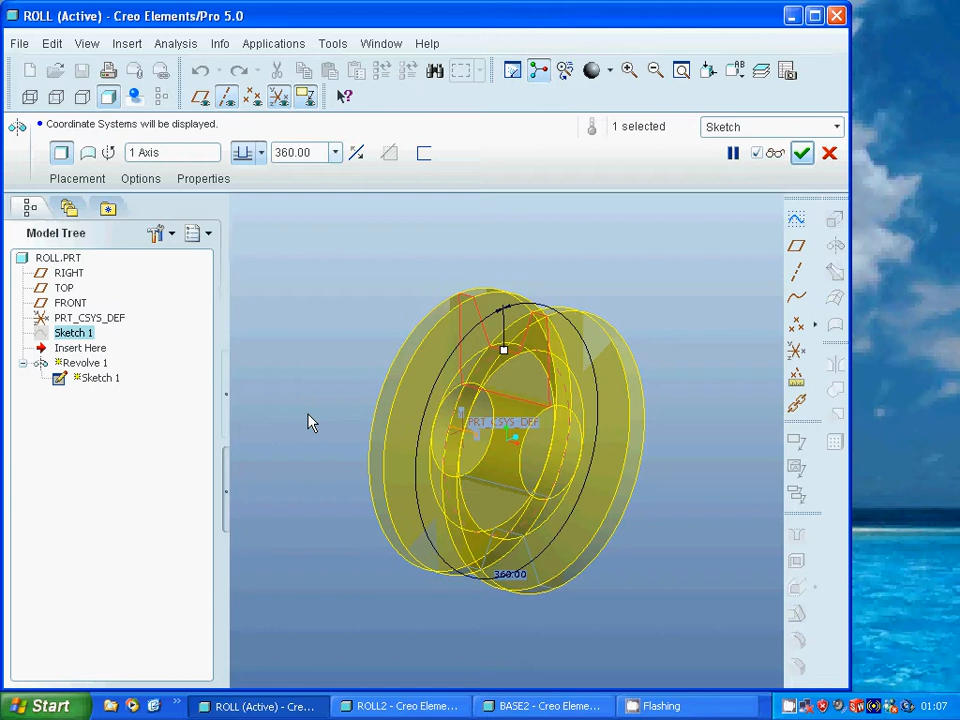 ROLL (Active) - Creo Elements/Pro 5.0
File Edit View Insert Analysis Info Applications Tools Window Help
Coordinate Systems will be displayed.
1 selected
Sketch
1 Axis
360.00
Placement Options Properties
Model Tree
ROLL.PRT
RIGHT
TOP
FRONT
PRT_CSYS_DEF
Sketch 1
Insert Here
*Revolve 1
*Sketch 1
PRT_CSYS_DEF
360.00
Start
ROLL (Active) - Cre...
ROLL2 - Creo Eleme...
BASE2 - Creo Eleme...
Flashing
01:07